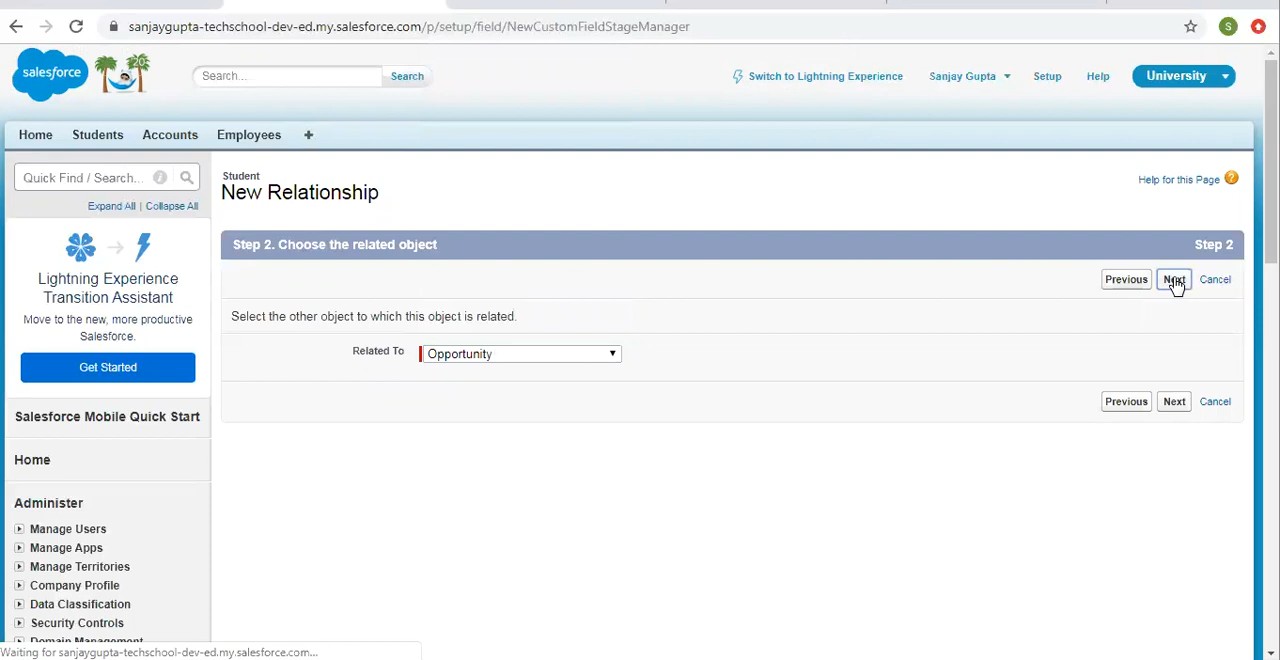 sanjaygupta-techschool-dev-ed.my.salesforce.com/p/setup/field/NewCustomFieldStageManager
S
salesforce
Search...
Search
Switch to Lightning Experience
Sanjay Gupta
Setup
Help
University
Home
Students
Accounts
Employees
+
Quick Find / Search...
Expand All | Collapse All
Lightning Experience
Transition Assistant
Move to the new, more productive
Salesforce.
Get Started
Salesforce Mobile Quick Start
Home
Administer
Manage Users
Manage Apps
Manage Territories
Company Profile
Data Classification
Security Controls
Domain Management
Student
New Relationship
Help for this Page
Step 2. Choose the related object
Step 2
Previous
Next
Cancel
Select the other object to which this object is related.
Related To
Opportunity
Previous
Next
Cancel
Waiting for sanjaygupta-techschool-dev-ed.my.salesforce.com...